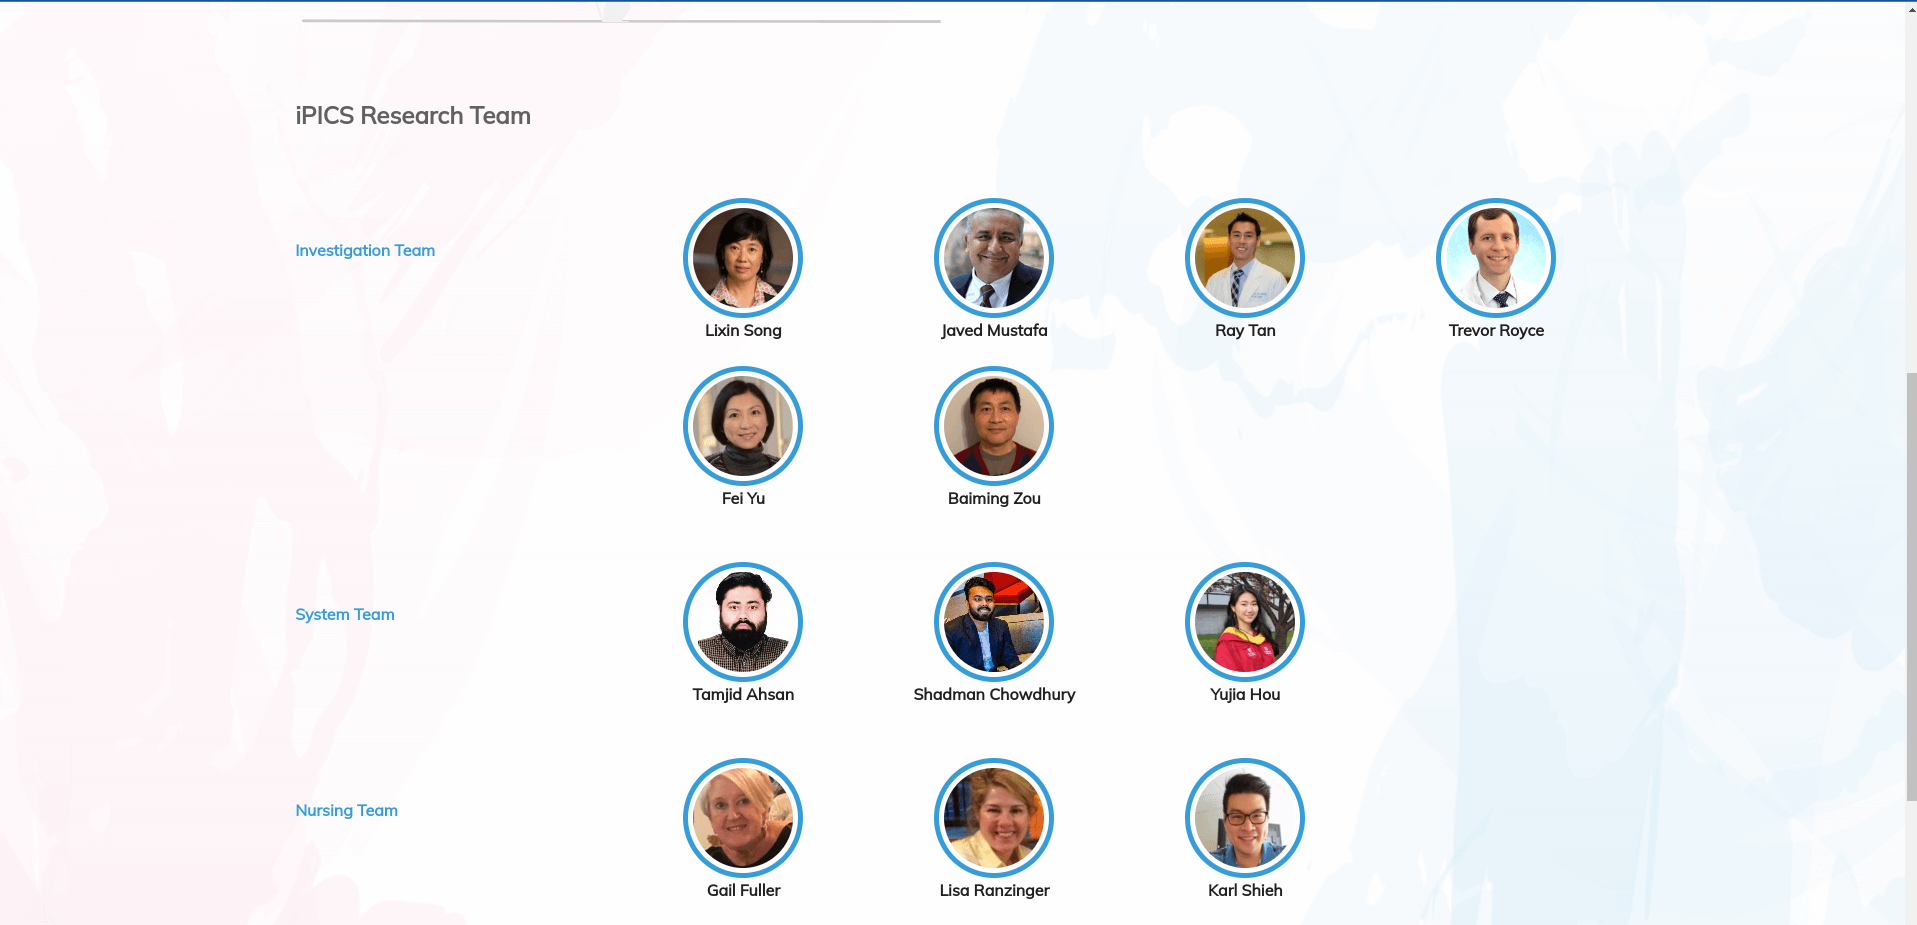 iPICS Research Team
Investigation Team
Lixin Song
Javed Mustafa
Ray Tan
Trevor Royce
Fei Yu
Baiming Zou
System Team
Tamjid Ahsan
Shadman Chowdhury
Yujia Hou
Nursing Team
Gail Fuller
Lisa Ranzinger
Karl Shieh